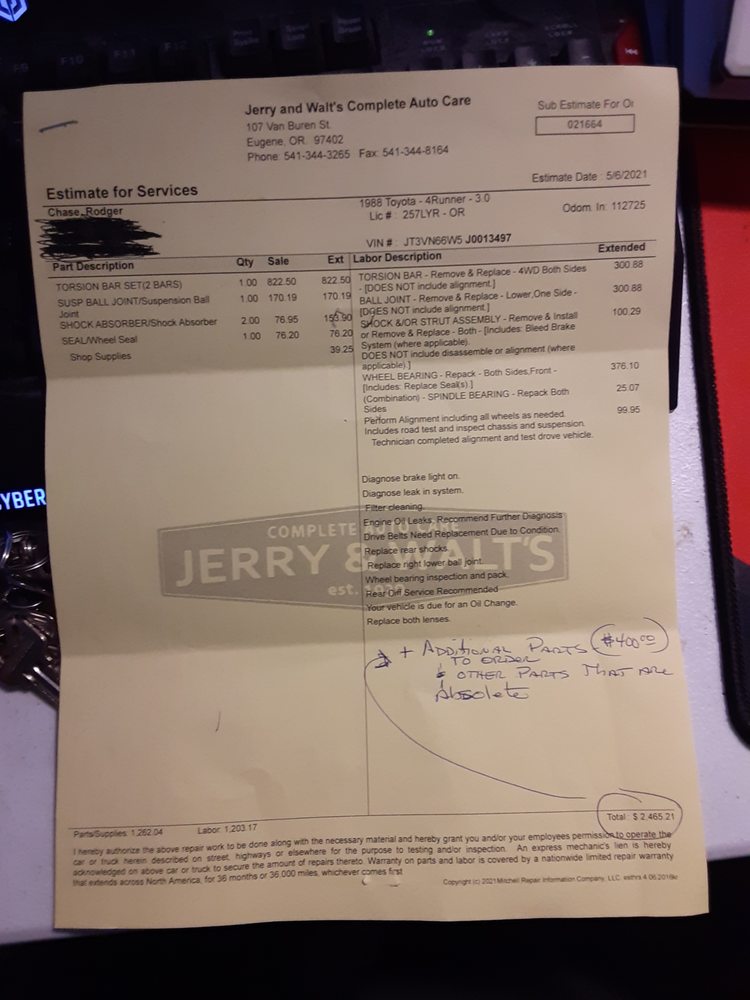 Jerry and Walt's Complete Auto Care
107 Van Buren St.
Eugene, OR 97402
Phone: 541-344-3265 Fax: 541-344-8164
Sub Estimate For Or
021664
Estimate Date : 5/6/2021
Estimate for Services
Chase, Rodger
1988 Toyota - 4Runner - 3.0
Lic # : 257LYR - OR
Odom. In: 112725
VIN # : JT3VN66W5 J0013497
Part Description Qty Sale Ext
TORSION BAR SET(2 BARS) 1.00 822.50 822.50
SUSP BALL JOINT/Suspension Ball 1.00 170.19 170.19
Joint
SHOCK ABSORBER/Shock Absorber 2.00 76.95 153.90
SEAL/Wheel Seal 1.00 76.20 76.20
Shop Supplies 39.25
Labor Description Extended
TORSION BAR - Remove & Replace - 4WD Both Sides 300.88
- [DOES NOT include alignment.]
BALL JOINT - Remove & Replace - Lower,One Side - 300.88
[DOES NOT include alignment.]
SHOCK &/OR STRUT ASSEMBLY - Remove & Install 100.29
or Remove & Replace - Both - [Includes: Bleed Brake
System (where applicable).
DOES NOT include disassemble or alignment (where
applicable).]
WHEEL BEARING - Repack - Both Sides,Front - 376.10
[Includes: Replace Seal(s).]
(Combination) - SPINDLE BEARING - Repack Both 25.07
Sides
Perform Alignment including all wheels as needed. 99.95
Includes road test and inspect chassis and suspension.
Technician completed alignment and test drove vehicle.
Diagnose brake light on.
Diagnose leak in system.
Filter cleaning.
Engine Oil Leaks, Recommend Further Diagnosis
Drive Belts Need Replacement Due to Condition.
Replace rear shocks.
Replace right lower ball joint.
Wheel bearing inspection and pack.
Rear Diff Service Recommended
Your vehicle is due for an Oil Change.
Replace both lenses.
COMPLETE AUTO CARE
JERRY & WALT'S
est.
+ Additional Parts $400.00
To order
& other Parts That are
Absolete
Total : $ 2,465.21
Parts/Supplies: 1,262.04 Labor: 1,203.17
I hereby authorize the above repair work to be done along with the necessary material and hereby grant you and/or your employees permission to operate the
car or truck herein described on street, highways or elsewhere for the purpose to testing and/or inspection. An express mechanic's lien is hereby
acknowledged on above car or truck to secure the amount of repairs thereto. Warranty on parts and labor is covered by a nationwide limited repair warranty
that extends across North America, for 36 months or 36,000 miles, whichever comes first
Copyright (c) 2021 Mitchell Repair Information Company, LLC
YBER
F10
F11
F12